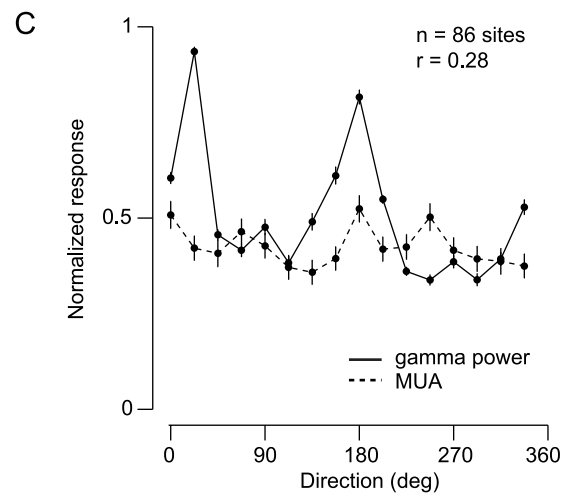 C
n = 86 sites
r = 0.28
Normalized response
1
0.5
0
gamma power
MUA
0 90 180 270 360
Direction (deg)